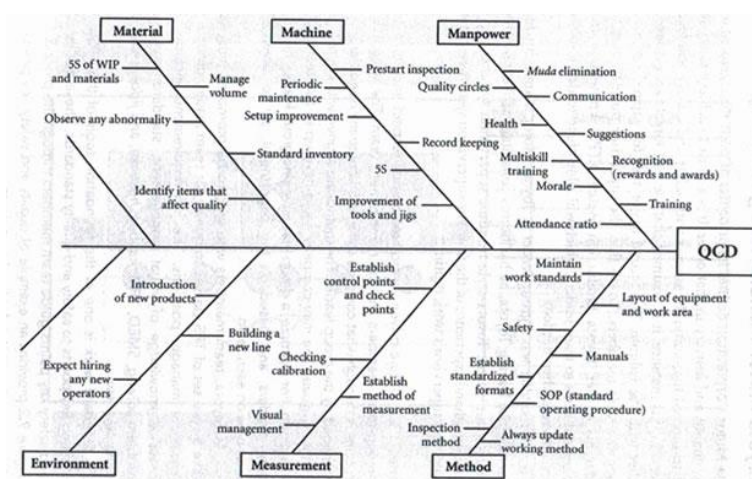 Material
Machine
Manpower
5S of WIP
and materials
Manage
volume
Observe any abnormality
Standard inventory
Identify items that
affect quality
Prestart inspection
Periodic
maintenance
Setup improvement
Record keeping
5S
Improvement of
tools and jigs
Muda elimination
Quality circles
Communication
Health
Suggestions
Multiskill
training
Recognition
(rewards and awards)
Morale
Training
Attendance ratio
QCD
Introduction
of new products
Building a
new line
Expect hiring
any new
operators
Establish
control points
and check
points
Checking
calibration
Establish
method of
measurement
Visual
management
Maintain
work standards
Layout of equipment
and work area
Safety
Manuals
Establish
standardized
formats
SOP (standard
operating procedure)
Inspection
method
Always update
working method
Environment
Measurement
Method